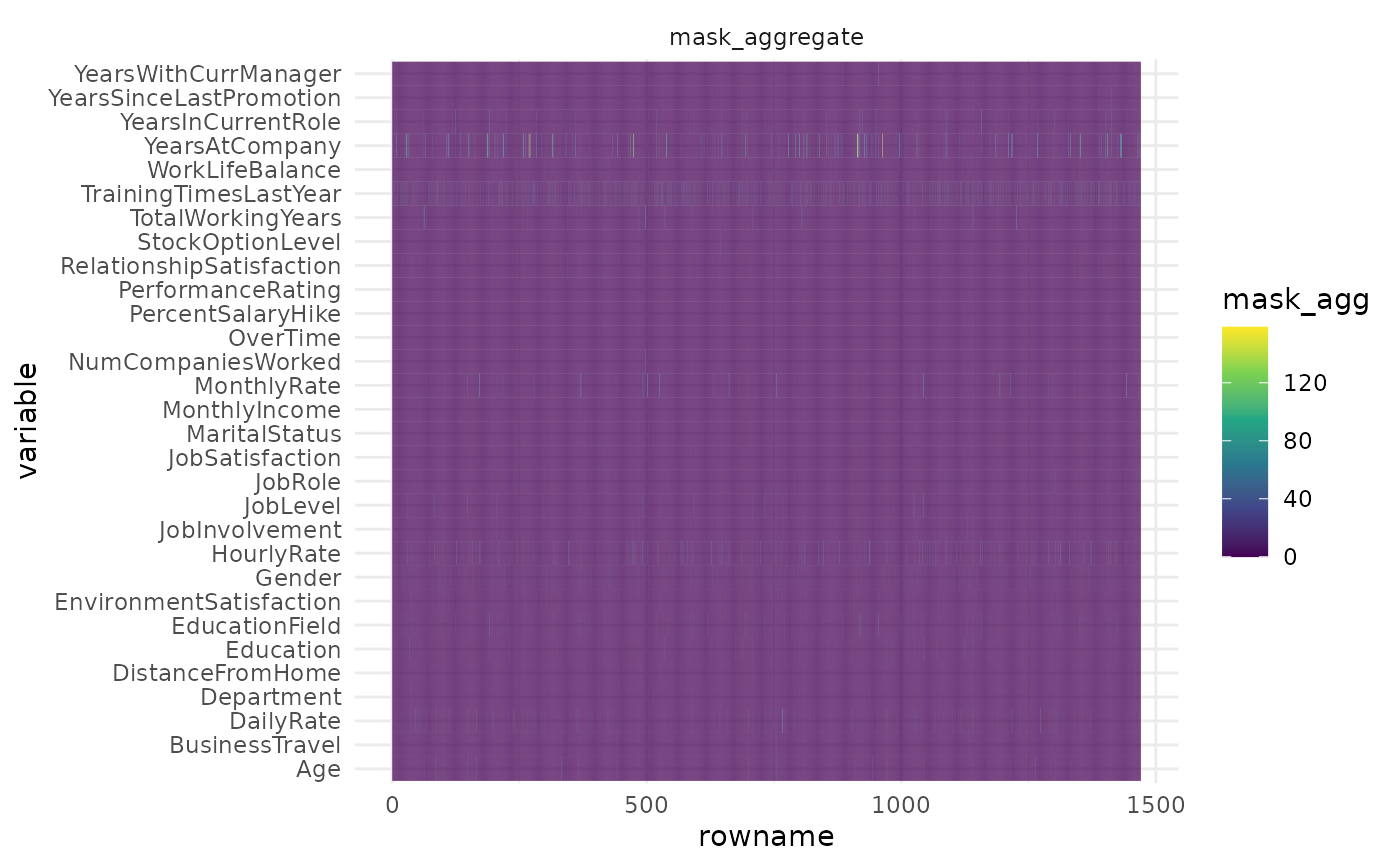 mask_aggregate
variable
YearsWithCurrManager
YearsSinceLastPromotion
YearsInCurrentRole
YearsAtCompany
WorkLifeBalance
TrainingTimesLastYear
TotalWorkingYears
StockOptionLevel
RelationshipSatisfaction
PerformanceRating
PercentSalaryHike
OverTime
NumCompaniesWorked
MonthlyRate
MonthlyIncome
MaritalStatus
JobSatisfaction
JobRole
JobLevel
JobInvolvement
HourlyRate
Gender
EnvironmentSatisfaction
EducationField
Education
DistanceFromHome
Department
DailyRate
BusinessTravel
Age
0 500 1000 1500
rowname
mask_agg
120
80
40
0